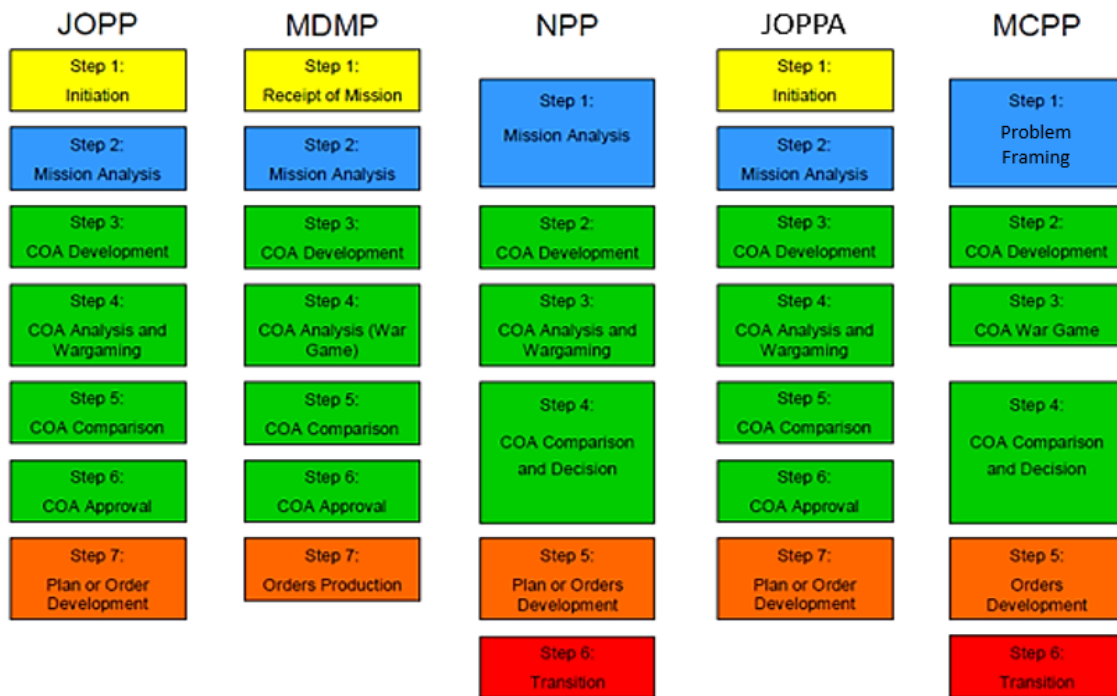 JOPP
Step 1:
Initiation
Step 2:
Mission Analysis
Step 3:
COA Development
Step 4:
COA Analysis and
Wargaming
Step 5:
COA Comparison
Step 6:
COA Approval
Step 7:
Plan or Order
Development
MDMP
Step 1:
Receipt of Mission
Step 2:
Mission Analysis
Step 3:
COA Development
Step 4:
COA Analysis (War
Game)
Step 5:
COA Comparison
Step 6:
COA Approval
Step 7:
Orders Production
NPP
Step 1:
Mission Analysis
Step 2:
COA Development
Step 3:
COA Analysis and
Wargaming
Step 4:
COA Comparison
and Decision
Step 5:
Plan or Orders
Development
Step 6:
Transition
JOPPA
Step 1:
Initiation
Step 2:
Mission Analysis
Step 3:
COA Development
Step 4:
COA Analysis and
Wargaming
Step 5:
COA Comparison
Step 6:
COA Approval
Step 7:
Plan or Order
Development
MCPP
Step 1:
Problem
Framing
Step 2:
COA Development
Step 3:
COA War Game
Step 4:
COA Comparison
and Decision
Step 5:
Orders
Development
Step 6:
Transition